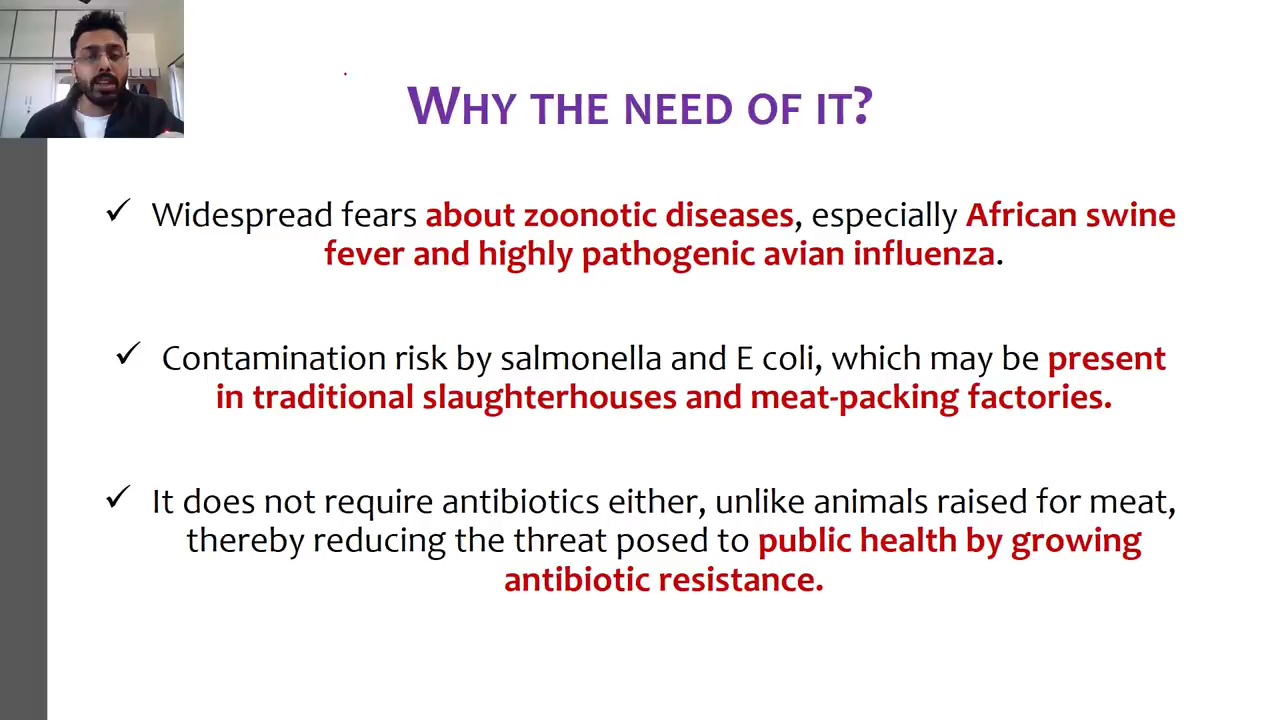 WHY THE NEED OF IT?
✓ Widespread fears about zoonotic diseases, especially African swine
fever and highly pathogenic avian influenza.
✓ Contamination risk by salmonella and E coli, which may be present
in traditional slaughterhouses and meat-packing factories.
✓ It does not require antibiotics either, unlike animals raised for meat,
thereby reducing the threat posed to public health by growing
antibiotic resistance.